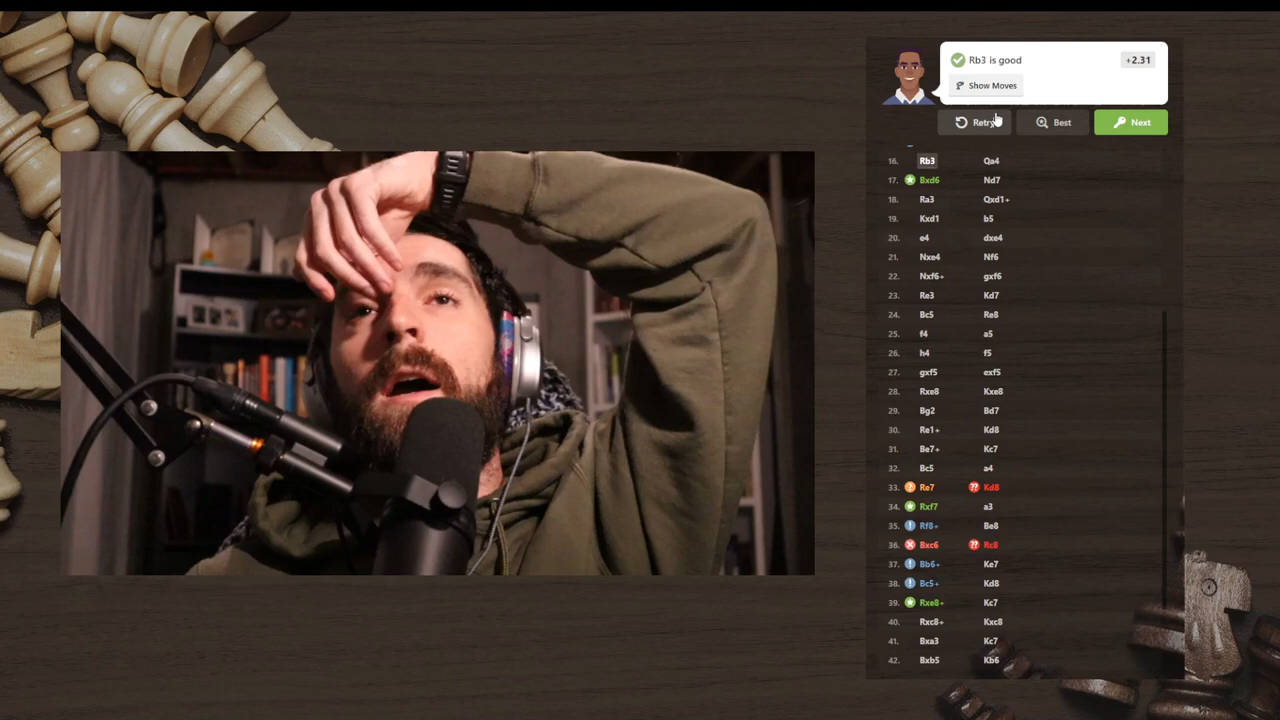 Rb3 is good +2.31
Show Moves
Retry Best Next
16. Rb3 Qa4
17. Bxd6 Nd7
18. Ra3 Qxd1+
19. Kxd1 b5
20. e4 dxe4
21. Nxe4 Nf6
22. Nxf6+ gxf6
23. Re3 Kd7
24. Bc5 Re8
25. f4 a5
26. h4 f5
27. gxf5 exf5
28. Rxe8 Kxe8
29. Bg2 Bd7
30. Re1+ Kd8
31. Be7+ Kc7
32. Bc5 a4
33. ? Re7 ?? Kd8
34. Rxf7 a3
35. ! Rf8+ Be8
36. Bxc6 ?? Rc8
37. ! Bb6+ Ke7
38. ! Bc5+ Kd8
39. Rxe8+ Kc7
40. Rxc8+ Kxc8
41. Bxa3 Kc7
42. Bxb5 Kb6